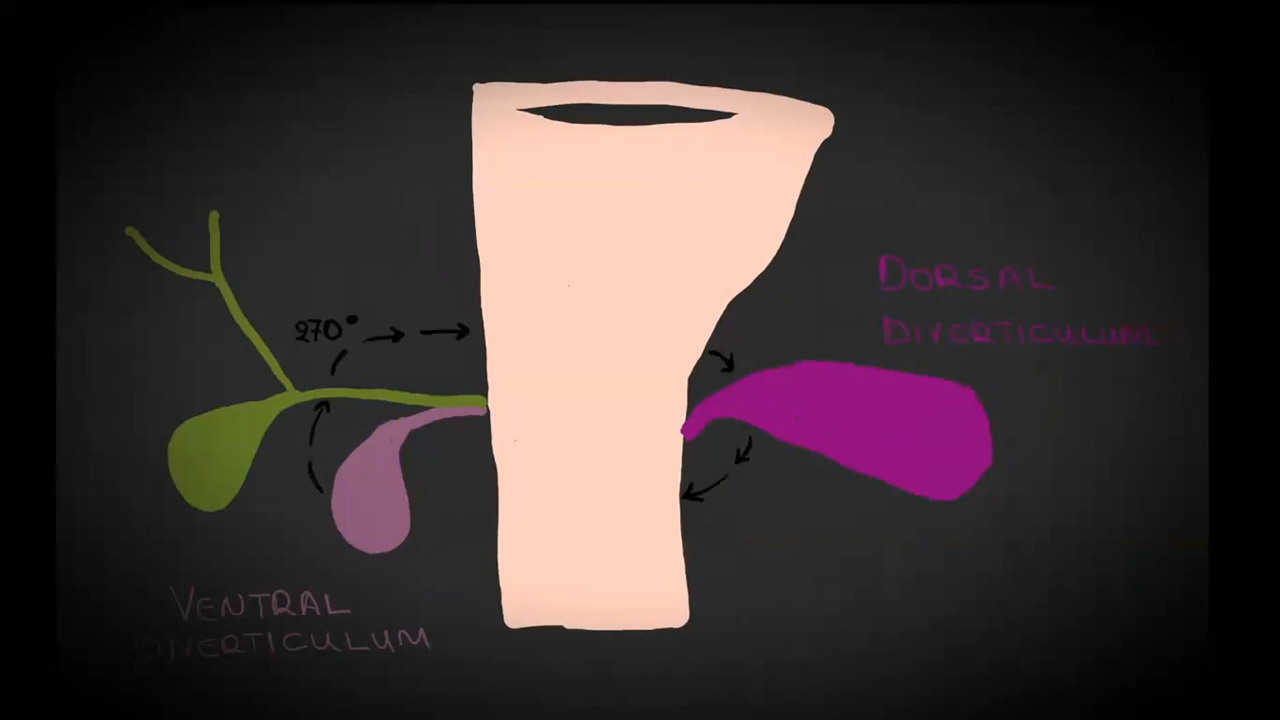 270°
DORSAL
DIVERTICULUM
VENTRAL
DIVERTICULUM